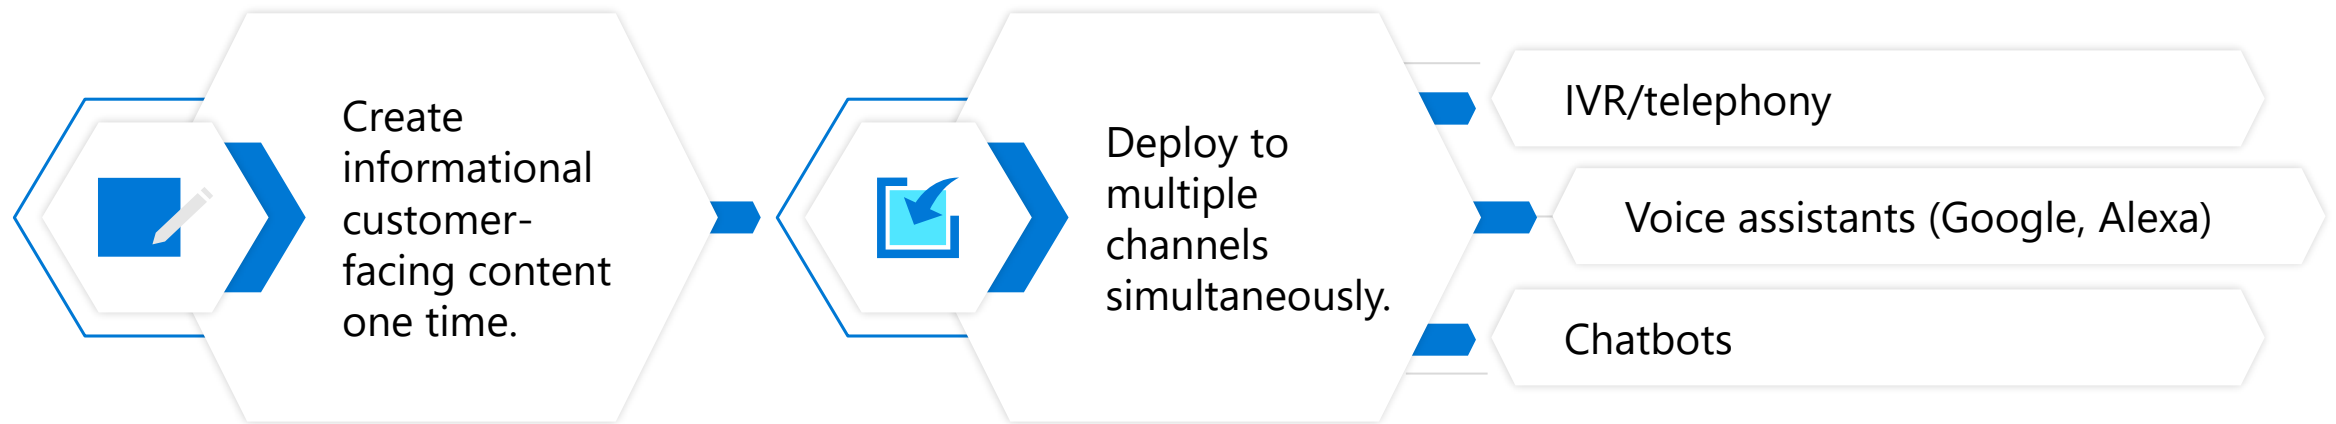 Create
informational
customer-
facing content
one time.
Deploy to
multiple
channels
simultaneously.
IVR/telephony
Voice assistants (Google, Alexa)
Chatbots